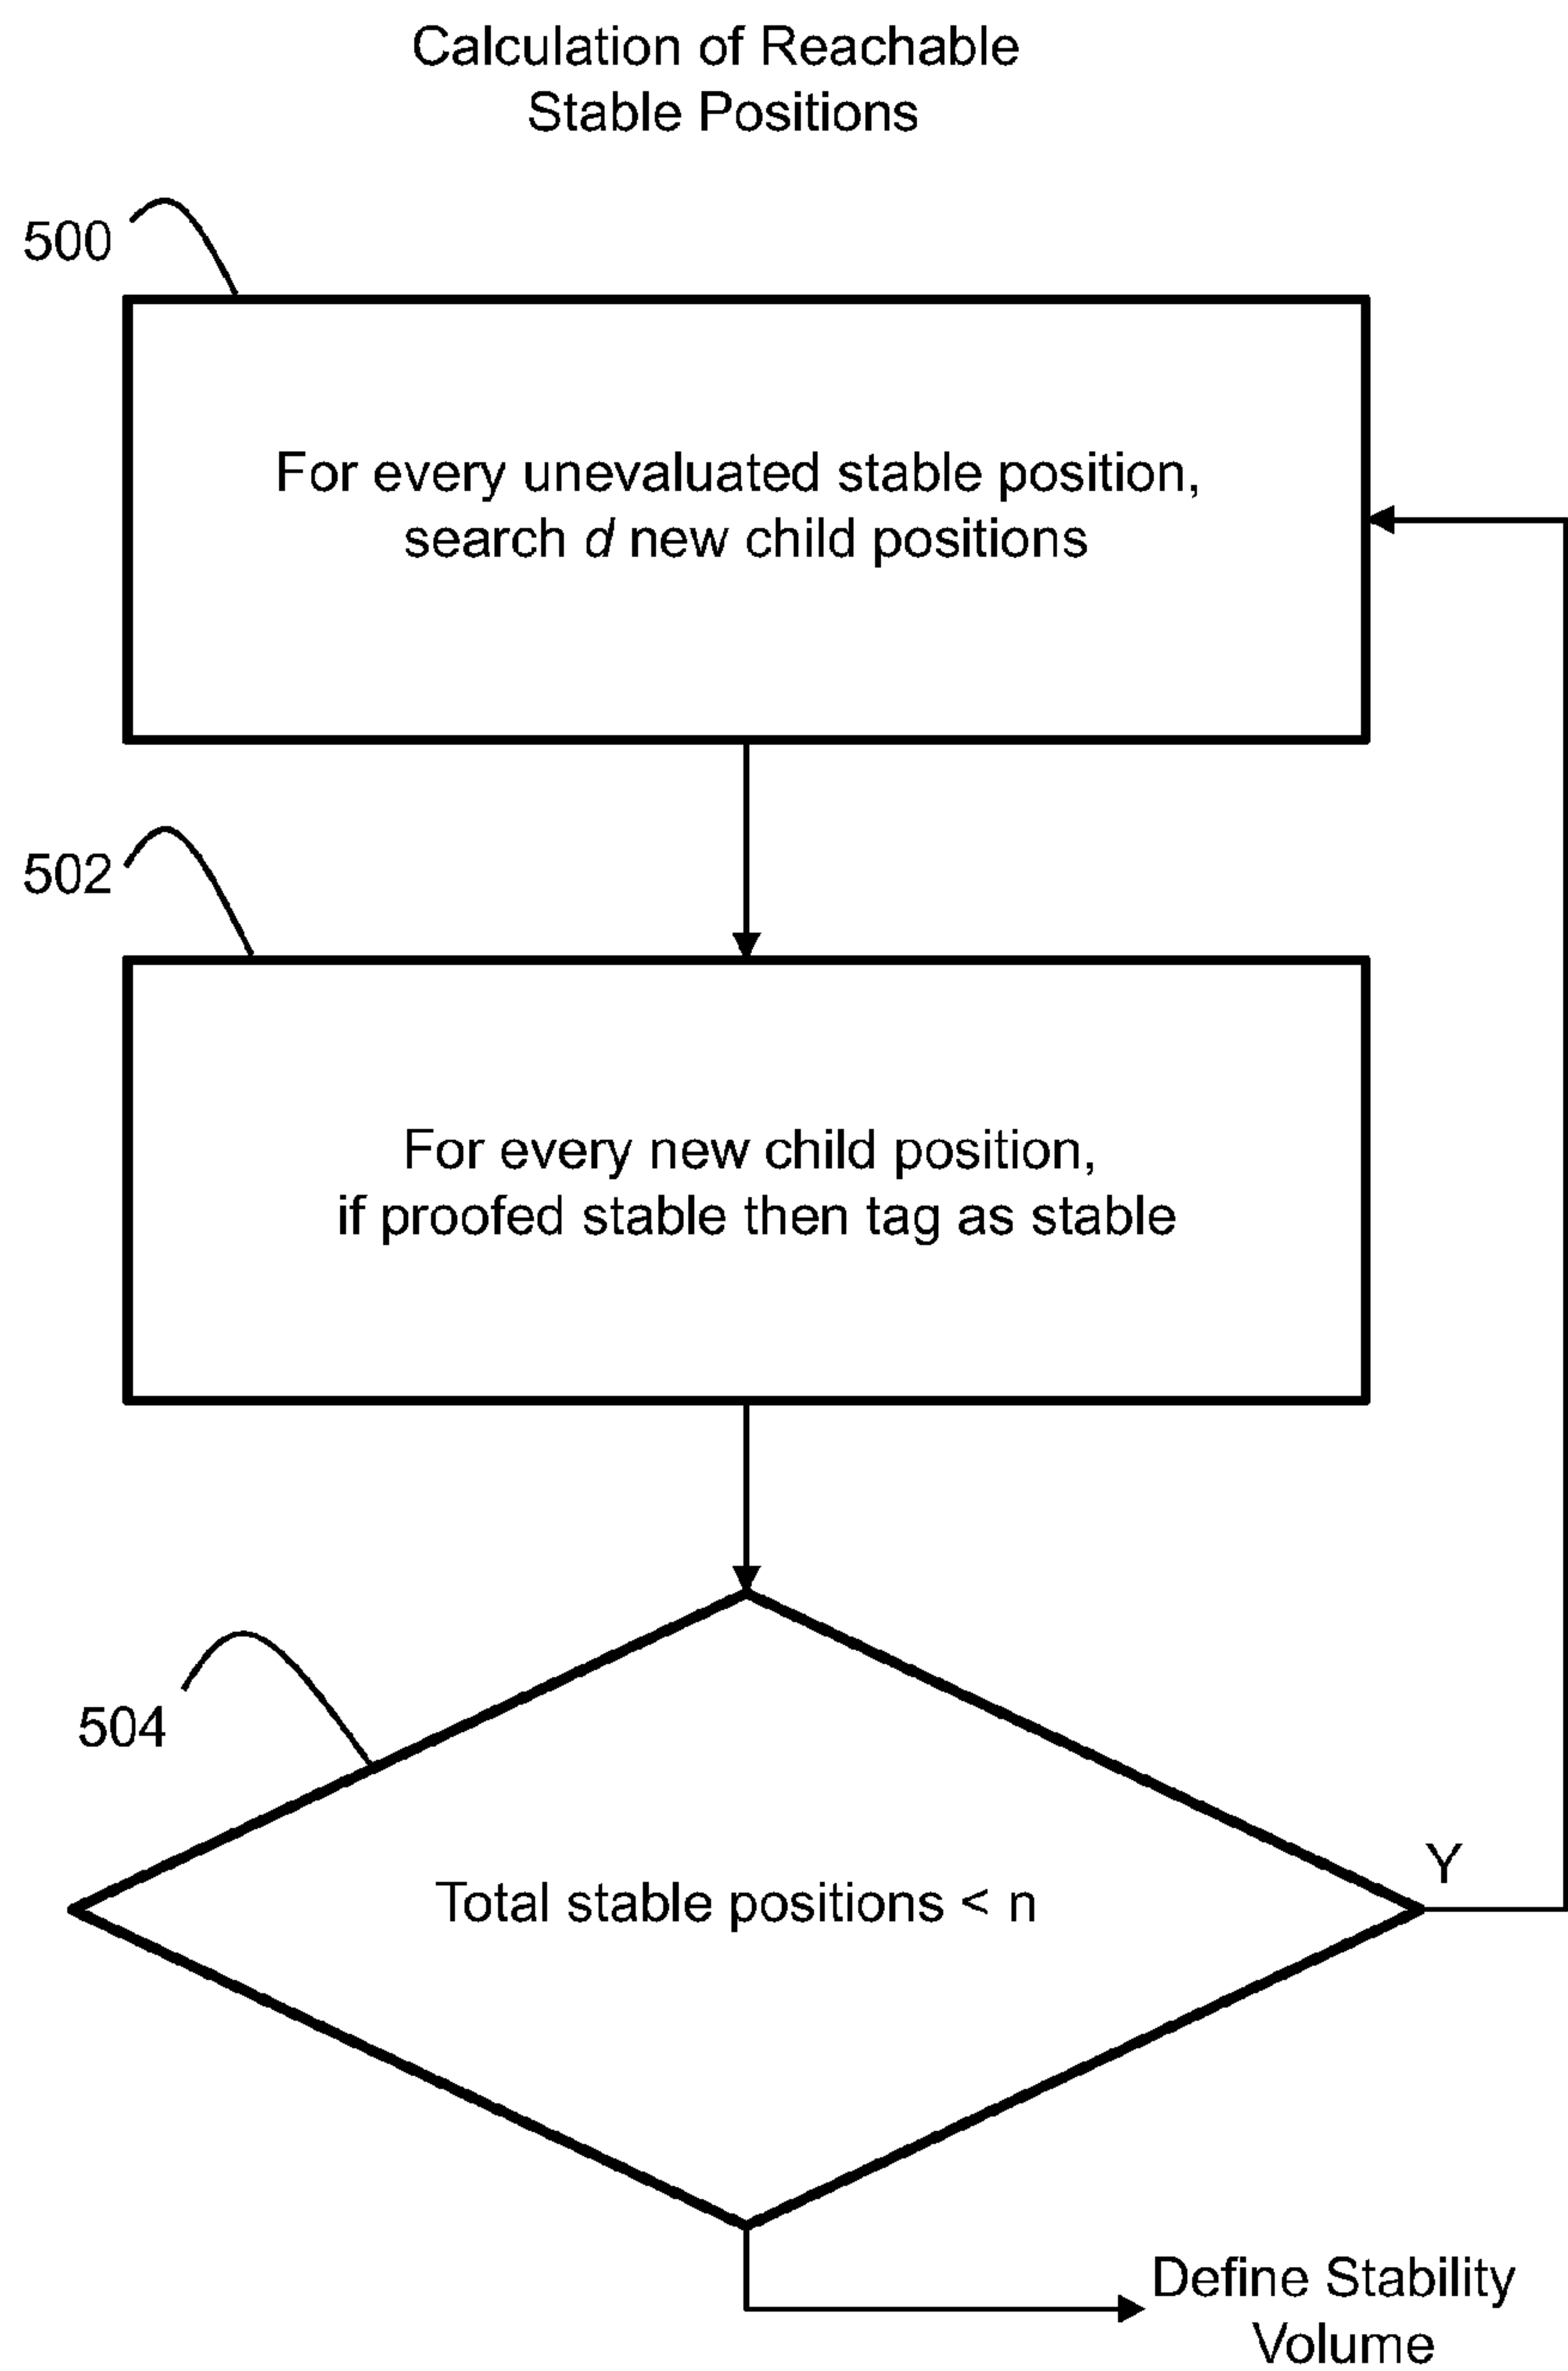 Calculation of Reachable
Stable Positions
500
For every unevaluated stable position,
search d new child positions
502
For every new child position,
if proofed stable then tag as stable
504
Total stable positions < n
Y
Define Stability
Volume